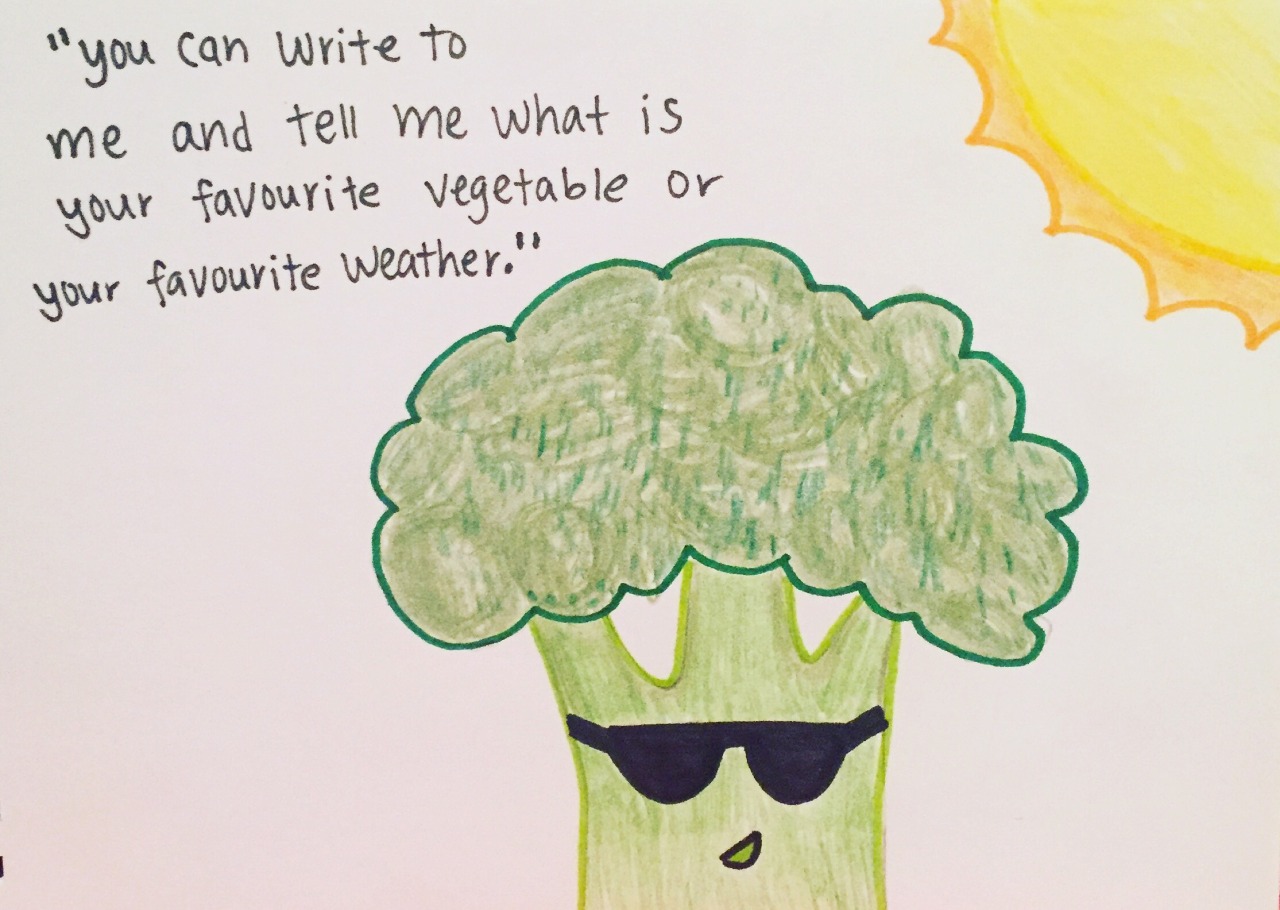 "you can write to
me and tell me what is
your favourite vegetable or
your favourite weather."